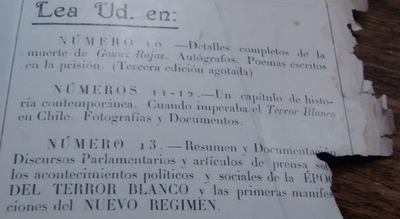 Lea Ud. en:
NÚMERO 10.—Detalles completos de la
muerte de Gómez Rojas. Autógrafos. Poemas escritos
en la prisión. (Tercera edición agotada)
NÚMEROS 11-12.—Un capítulo de histo-
ria contemporánea. Cuando imperaba el Terror Blanco
en Chile. Fotografías y Documentos.
NÚMERO 13.—Resumen y Documentación
Discursos Parlamentarios y artículos de prensa
los acontecimientos políticos y sociales de la
DEL TERROR BLANCO y las primeras manifes
ciones del NUEVO REGIMEN.